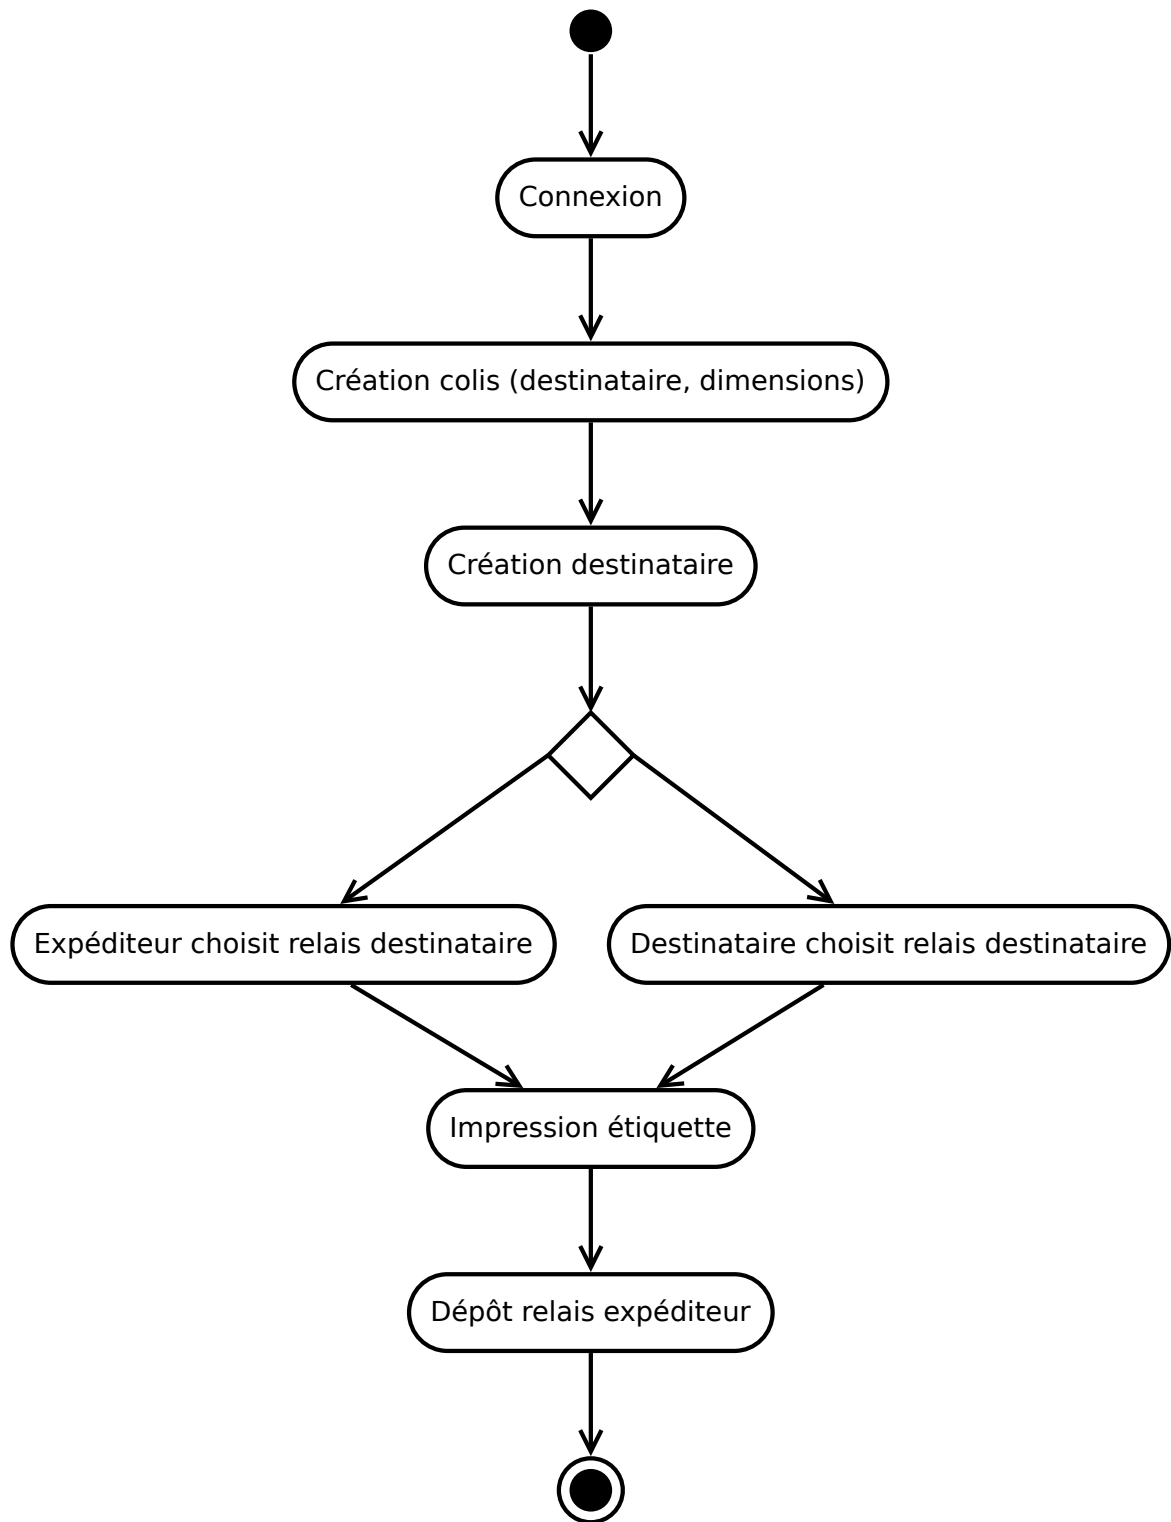 Connexion
Création colis (destinataire, dimensions)
Création destinataire
Expéditeur choisit relais destinataire
Destinataire choisit relais destinataire
Impression étiquette
Dépôt relais expéditeur